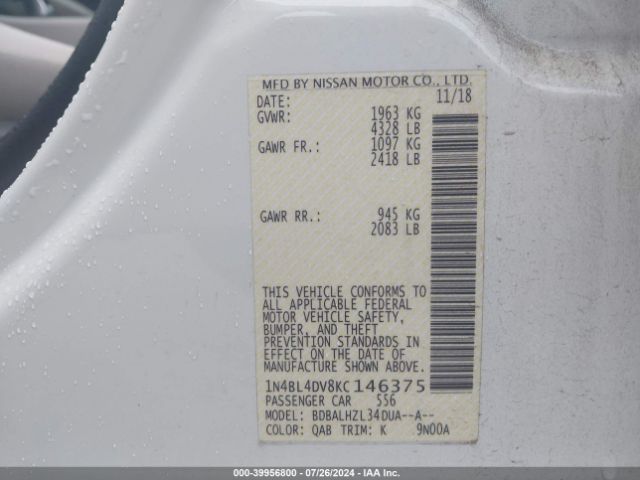 MFD BY NISSAN MOTOR CO., LTD.
DATE: 11/18
GVWR: 1963 KG
4328 LB
GAWR FR.: 1097 KG
2418 LB
GAWR RR.: 945 KG
2083 LB
THIS VEHICLE CONFORMS TO
ALL APPLICABLE FEDERAL
MOTOR VEHICLE SAFETY,
BUMPER, AND THEFT
PREVENTION STANDARDS IN
EFFECT ON THE DATE OF
MANUFACTURE SHOWN ABOVE.
1N4BL4DV8KC146375
PASSENGER CAR 556
MODEL: BDBALHZL34DUA--A--
COLOR: QAB TRIM: K 9N00A
000-39956800 - 07/26/2024 - IAA Inc.